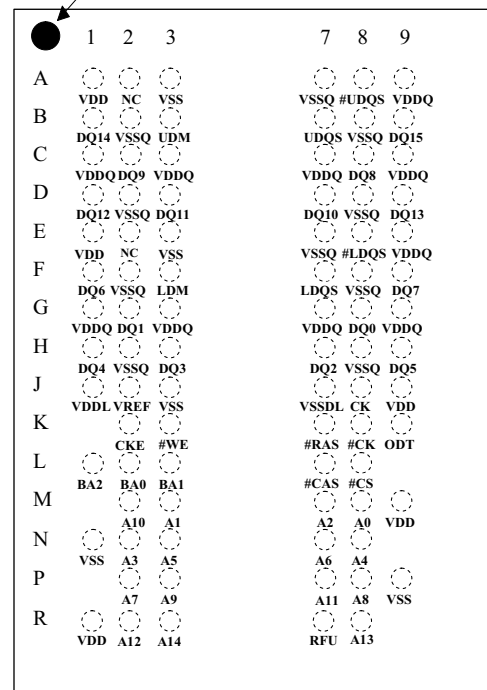 1 2 3 7 8 9
A
VDD NC VSS VSSQ #UDQS VDDQ
B
DQ14 VSSQ UDM UDQS VSSQ DQ15
C
VDDQ DQ9 VDDQ VDDQ DQ8 VDDQ
D
DQ12 VSSQ DQ11 DQ10 VSSQ DQ13
E
VDD NC VSS VSSQ #LDQS VDDQ
F
DQ6 VSSQ LDM LDQS VSSQ DQ7
G
VDDQ DQ1 VDDQ VDDQ DQ0 VDDQ
H
DQ4 VSSQ DQ3 DQ2 VSSQ DQ5
J
VDDL VREF VSS VSSDL CK VDD
K
CKE #WE #RAS #CK ODT
L
BA2 BA0 BA1 #CAS #CS
M
A10 A1 A2 A0 VDD
N
VSS A3 A5 A6 A4
P
A7 A9 A11 A8 VSS
R
VDD A12 A14 RFU A13